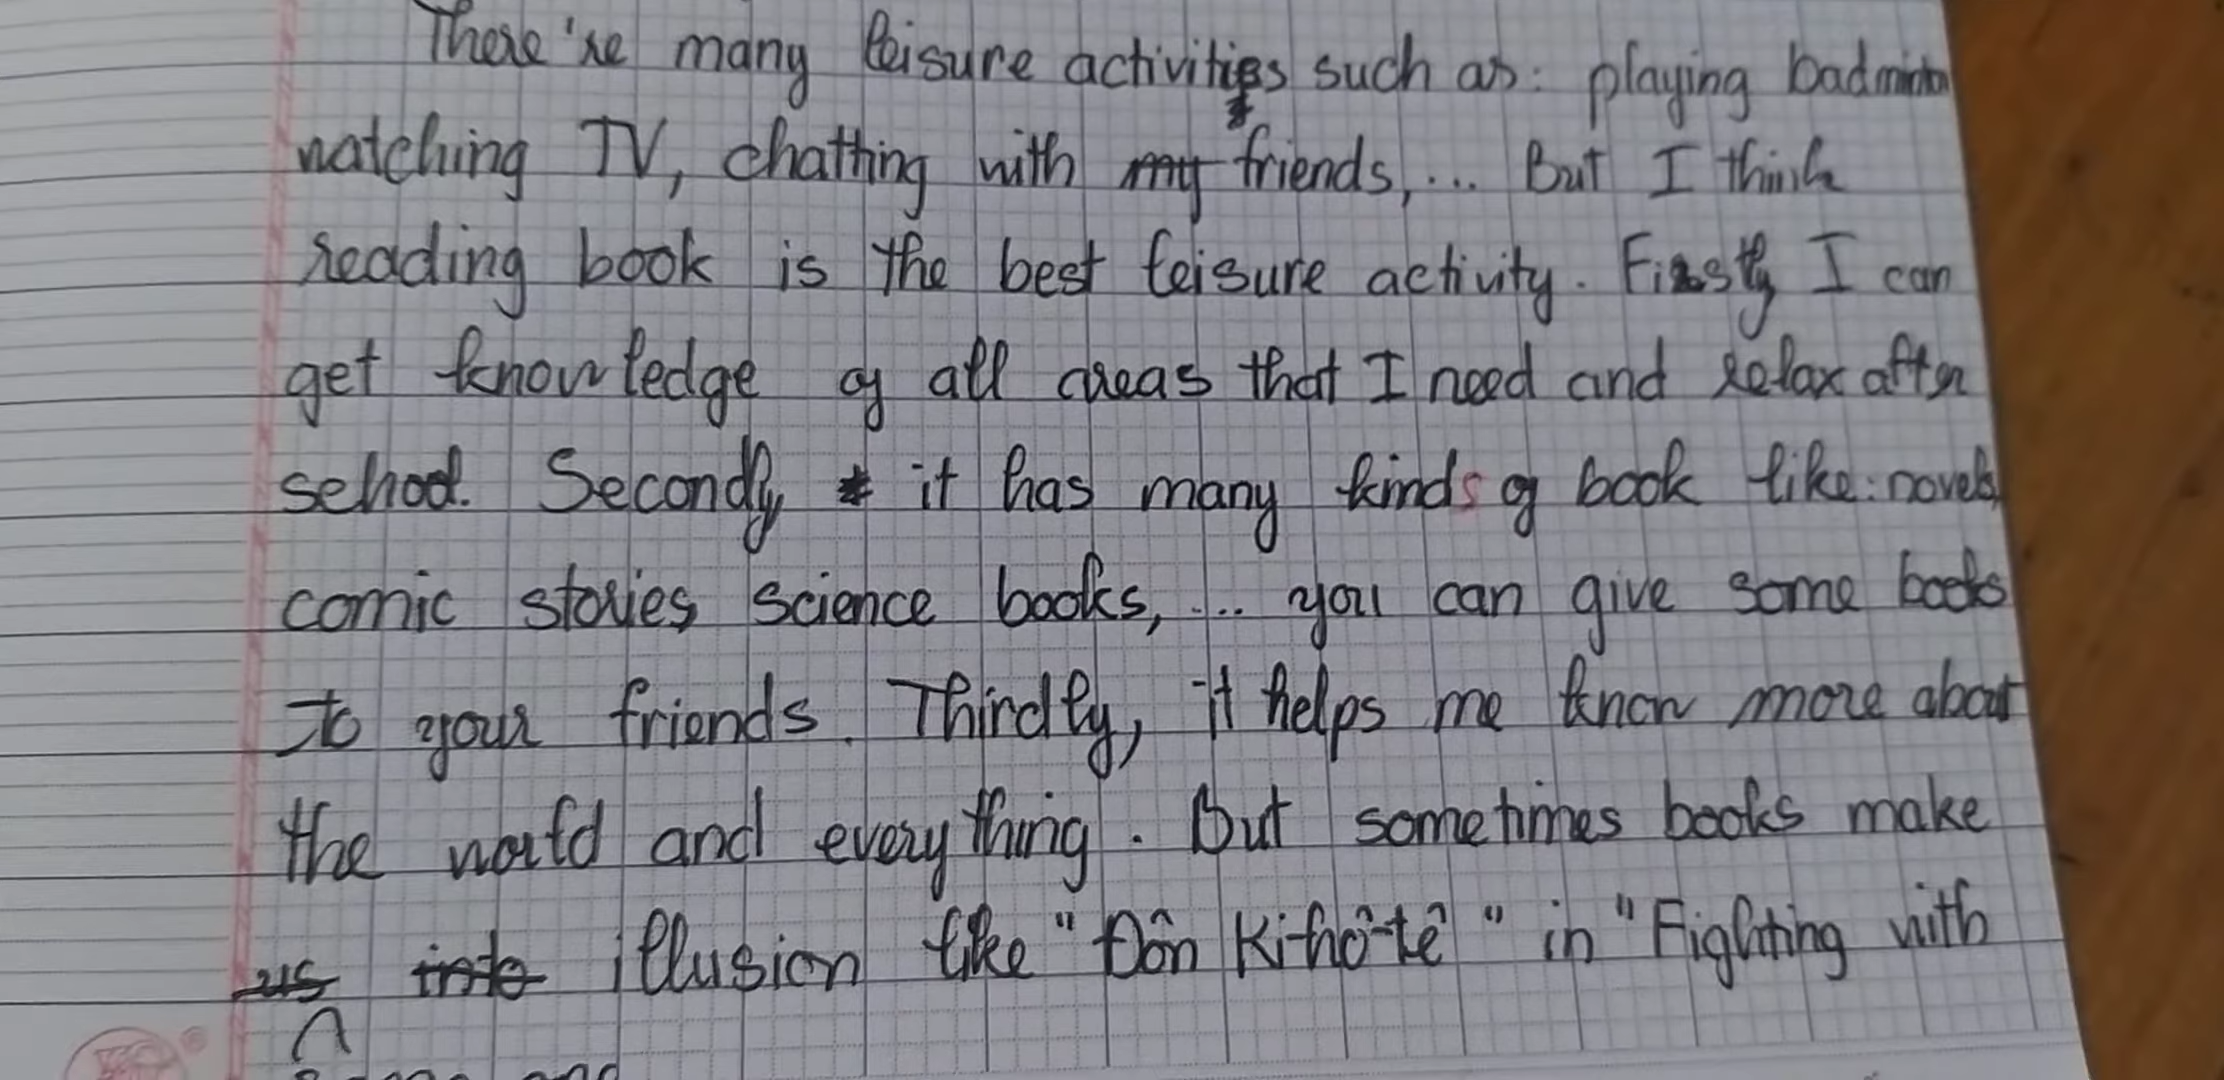 There're many leisure activities such as: playing badminton
watching TV, chatting with my friends,... But I think
reading book is the best leisure activity. Firstly I can
get knowledge of all areas that I need and relax after
school. Secondly, it has many kinds of book like: novels,
comic stories, science books, ... you can give some books
to your friends. Thirdly, it helps me know more about
the world and everything. But sometimes books make
us into illusion like "Đôn Ki-hô-tê" in "Fighting with
and